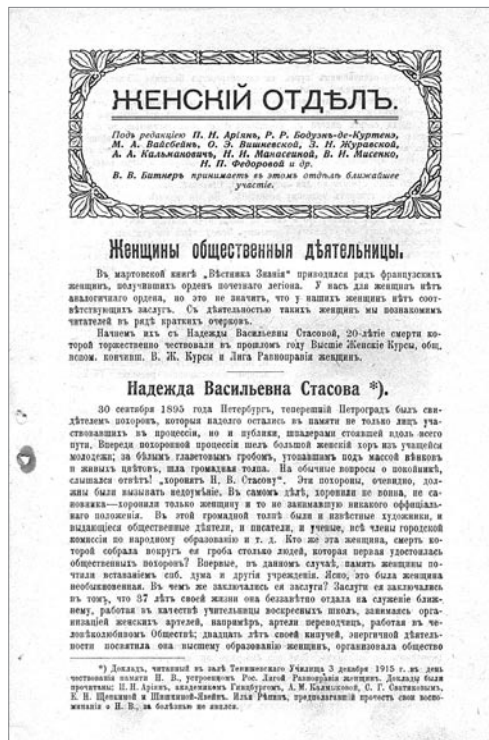 ЖЕНСКІЙ ОТДѢЛЪ.
Подъ редакціею П. Н. Аріянъ, Р. Р. Бодуэнъ-де-Куртенэ,
М. А. Вайсбейнъ, О. Э. Вишневской, З. Н. Журавской,
А. А. Кальмановичъ, Н. Н. Манасеиной, В. Н. Мисенко,
Н. П. Федоровой и др.
В. В. Битнеръ принимаетъ въ этомъ отдѣлѣ ближайшее
участіе.
Женщины общественныя дѣятельницы.
Въ мартовской книгѣ „Вѣстника Знанія" приводился рядъ французскихъ
женщинъ, получившихъ орденъ почетнаго легіона. У насъ для женщинъ нѣтъ
аналогичнаго ордена, но это не значитъ, что у нашихъ женщинъ нѣтъ соот-
вѣтствующихъ заслугъ. Съ дѣятельностью такихъ женщинъ мы познакомимъ
читателей въ рядѣ краткихъ очерковъ.
Начнемъ ихъ съ Надежды Васильевны Стасовой, 20-лѣтіе смерти ко-
торой торжественно чествовали въ прошломъ году Высшіе Женскіе Курсы, общ.
вспом. кончивш. В. Ж. Курсы и Лига Равноправія женщинъ.
Надежда Васильевна Стасова *).
30 сентября 1895 года Петербургъ, теперешній Петроградъ былъ сви-
дѣтелемъ похоронъ, которыя надолго остались въ памяти не только лицъ уча-
ствовавшихъ въ процессіи, но и публики, шпалерами стоявшей вдоль всего
пути. Впереди похоронной процессіи шелъ большой женскій хоръ изъ учащейся
молодежи; за бѣлымъ глазетовымъ гробомъ, утопавшимъ подъ массой вѣнковъ
и живыхъ цвѣтовъ, шла громадная толпа. На обычные вопросы о покойникѣ,
слышался отвѣтъ! „хоронятъ Н. В. Стасову". Эти похороны, очевидно, дол-
жны были вызывать недоумѣніе. Въ самомъ дѣлѣ, хоронили не воина, не са-
новника—хоронили только женщину и то не занимавшую никакого оффиціаль-
наго положенія. Въ этой громадной толпѣ были и извѣстные художники, и
выдающіеся общественные дѣятели, и писатели, и ученые, всѣ члены городской
комиссіи по народному образованію и т. д. Кто же эта женщина, смерть ко-
торой собрала вокругъ ея гроба столько людей, которая первая удостоилась
общественныхъ похоронъ? Впервые, въ данномъ случаѣ, память женщины по-
чтили вставаніемъ спб. дума и другія учрежденія. Ясно, это была женщина
необыкновенная. Въ чемъ же заключались ея заслуга? Заслуги ея заключались
въ томъ, что 37 лѣтъ своей жизни она беззавѣтно отдала на служеніе ближ-
нему, работая въ качествѣ учительницы воскресныхъ школъ, занимаясь орга-
низаціей женскихъ артелей, напримѣръ, артели переводчицъ, работая въ че-
ловѣколюбивомъ Обществѣ; двадцать лѣтъ своей кипучей, энергичной дѣятель-
ности посвятила она высшему образованію женщинъ, организовала общество
*) Докладъ, читанный въ залѣ Тенишевскаго Училища 3 декабря 1915 г. въ день
чествованія памяти Н. В., устроенномъ Рос. Лигой Равноправія женщинъ. Доклады были
прочитаны: П. Н. Аріянъ, академикомъ Гинцбургомъ, А. М. Калмыковой, С. Г. Сватиковымъ,
Е. Н. Щепкиной и Шишкиной-Явейнъ. Илья Рѣпинъ, предполагавшій прочесть свои воспо-
минанія о Н. В., за болѣзнью не явился.